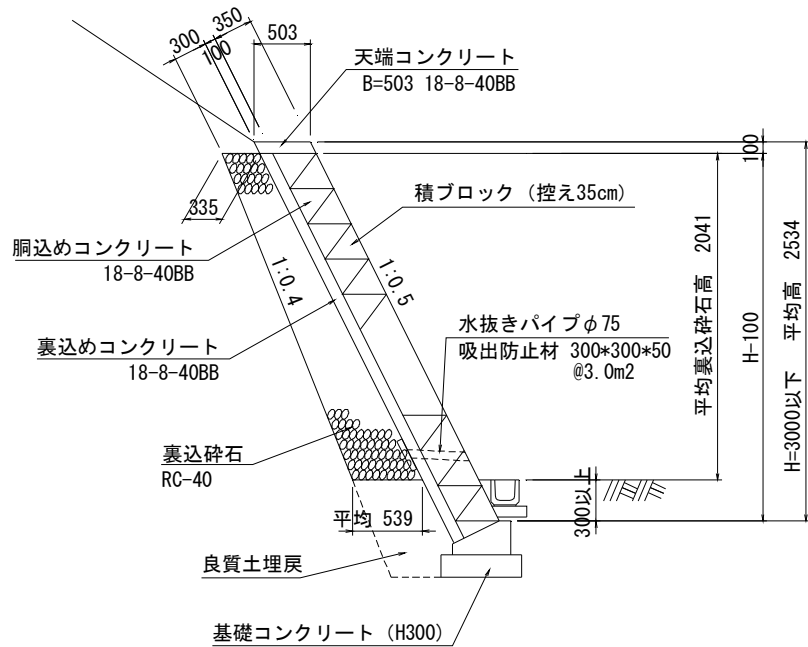 300
100
350
503
天端コンクリート
B=503 18-8-40BB
100
335
積ブロック（控え35cm）
胴込めコンクリート
18-8-40BB
1:0.4
1:0.5
裏込めコンクリート
18-8-40BB
水抜きパイプφ75
吸出防止材 300*300*50
@3.0m2
平均裏込砕石高 2041
H-100
H=3000以下 平均高 2534
裏込砕石
RC-40
平均 539
300以上
良質土埋戻
基礎コンクリート（H300）